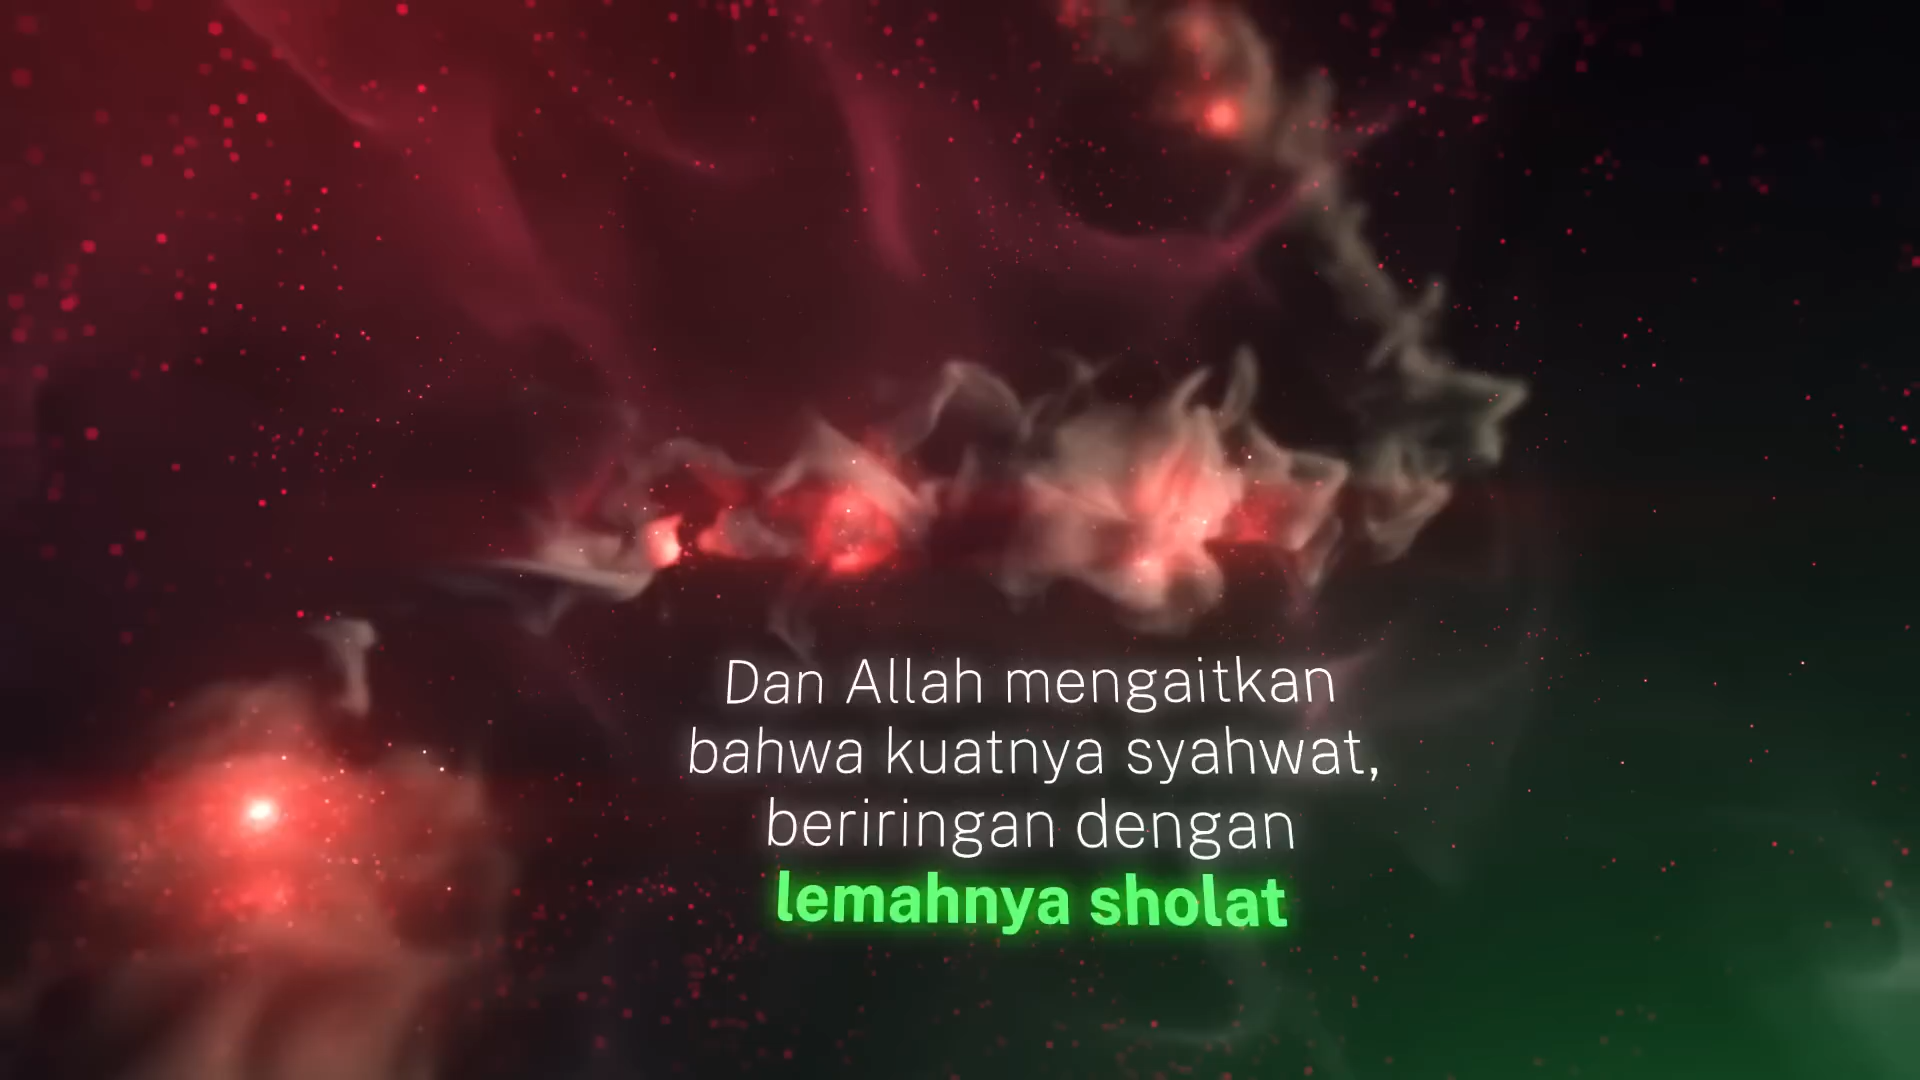 Dan Allah mengaitkan
bahwa kuatnya syahwat,
beriringan dengan
lemahnya sholat